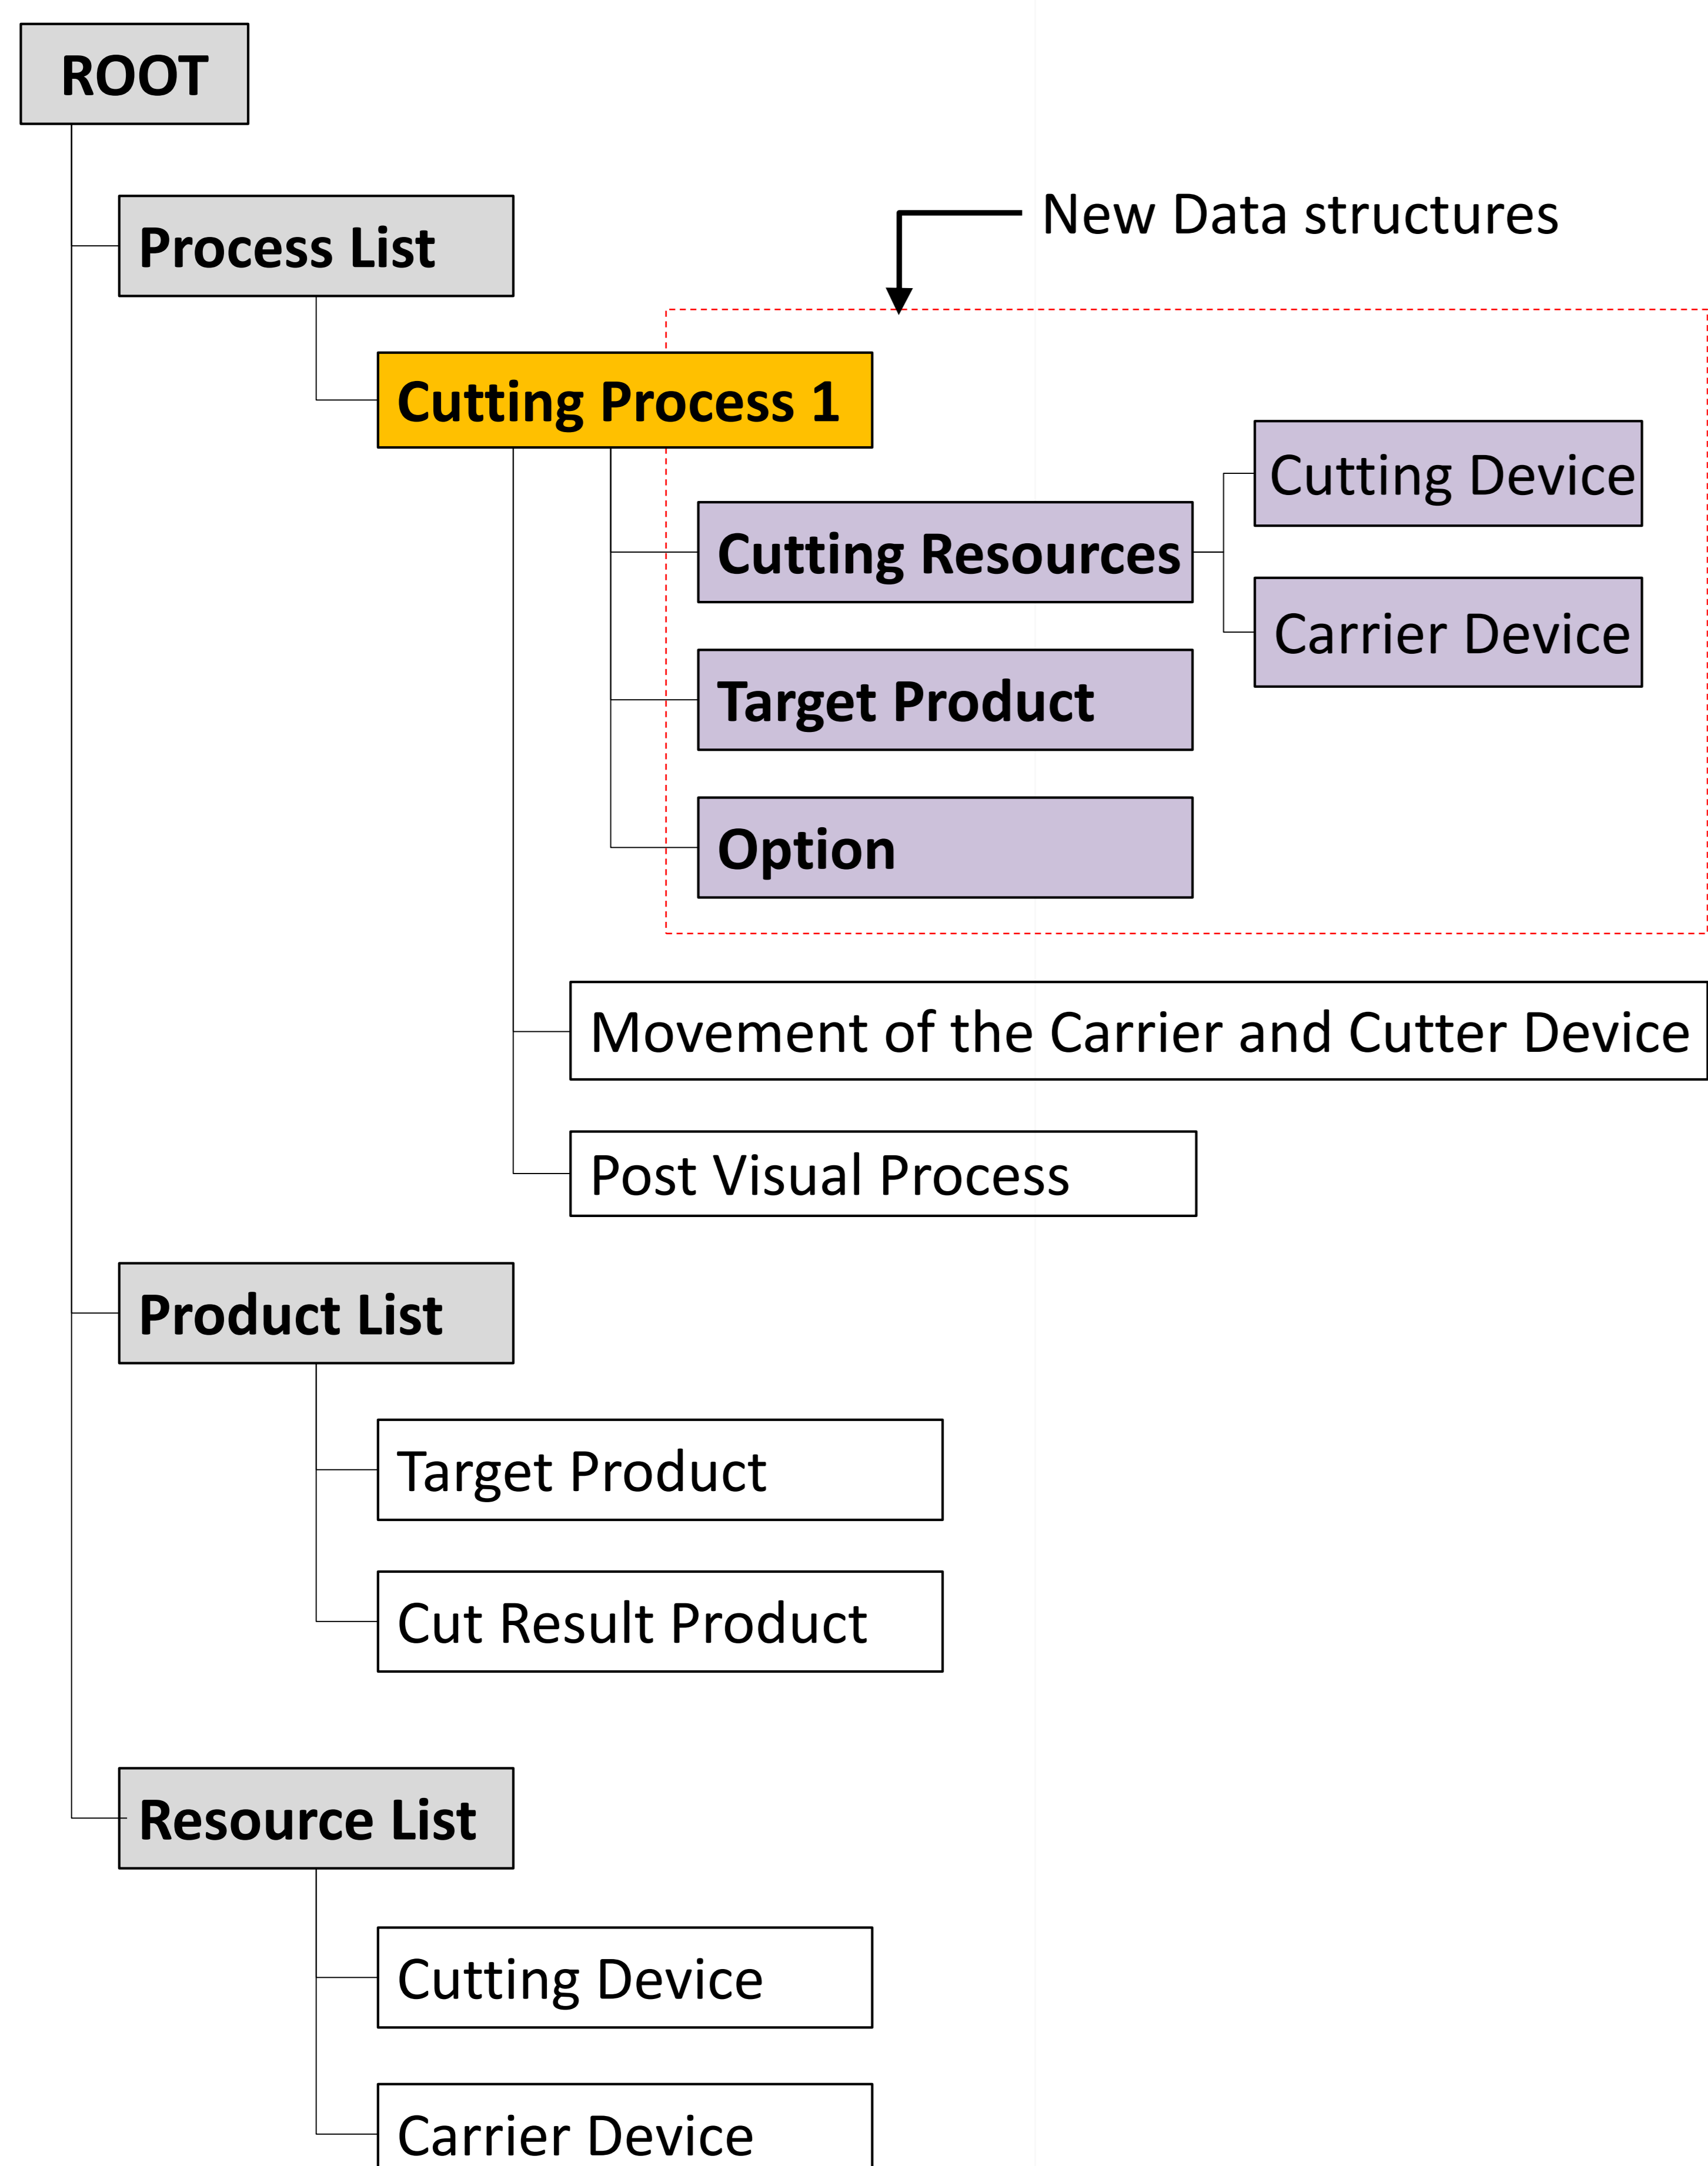 ROOT
Process List
New Data structures
Cutting Process 1
Cutting Device
Cutting Resources
Carrier Device
Target Product
Option
Movement of the Carrier and Cutter Device
Post Visual Process
Product List
Target Product
Cut Result Product
Resource List
Cutting Device
Carrier Device